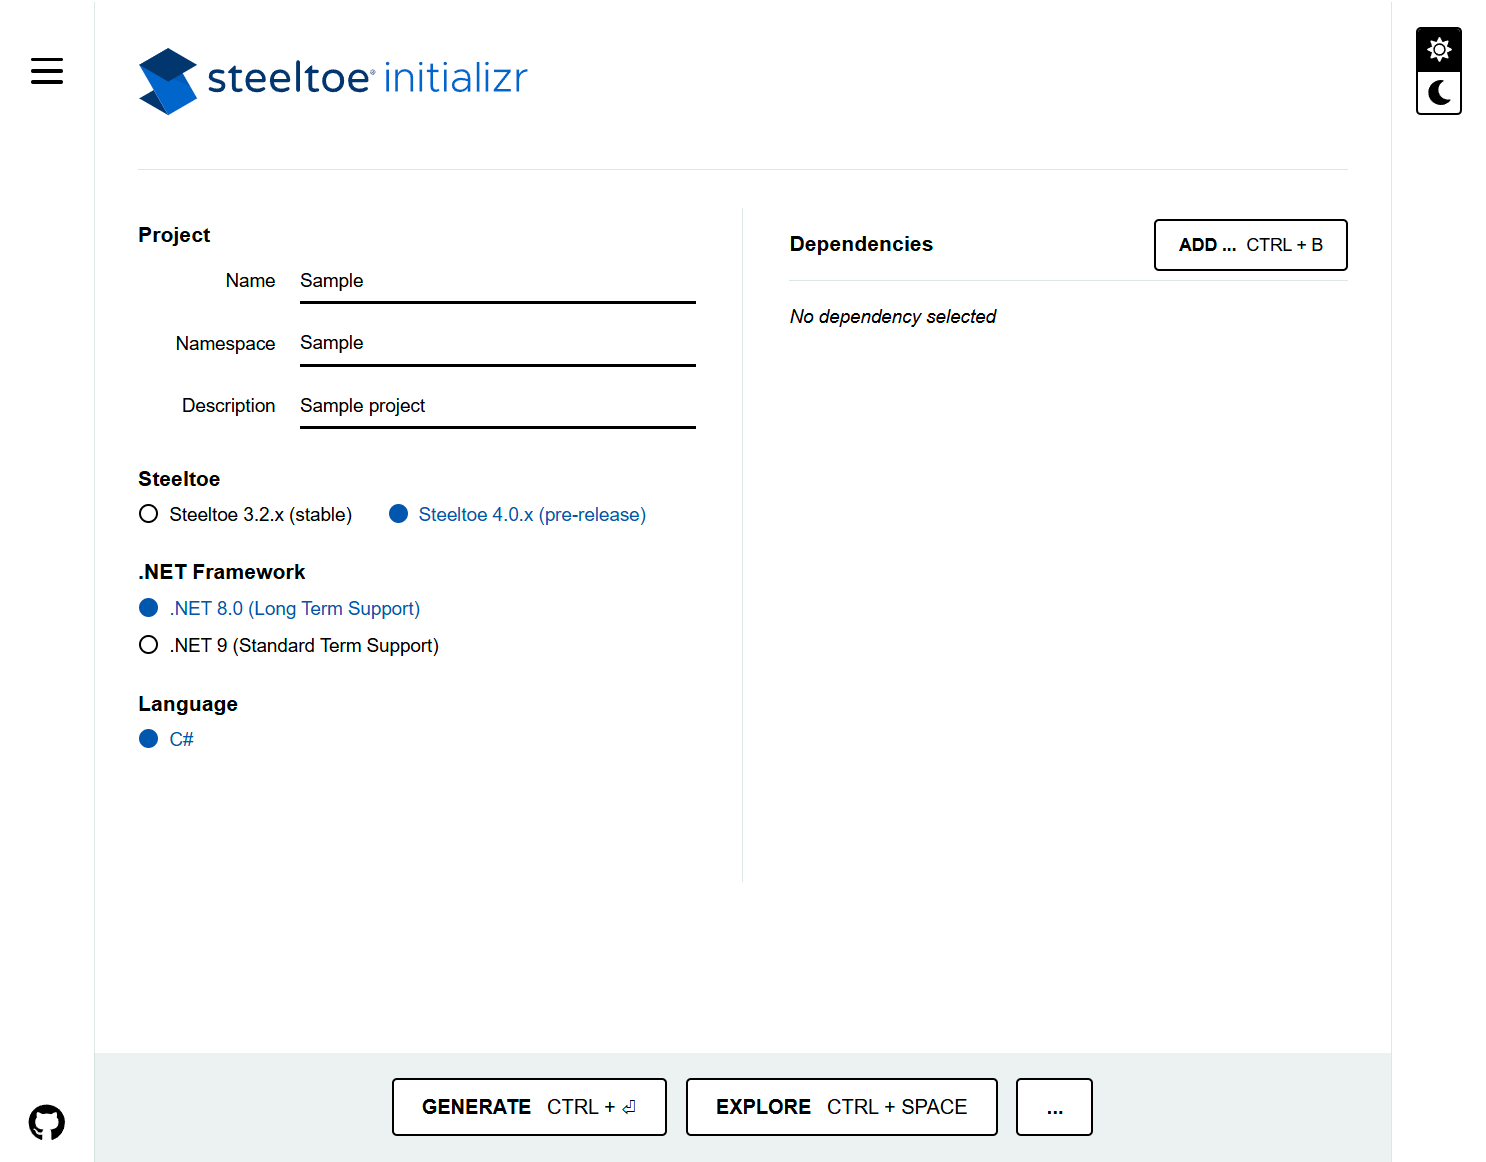 steeltoe® initializr
Project
Name Sample
Namespace Sample
Description Sample project
Steeltoe
Steeltoe 3.2.x (stable) Steeltoe 4.0.x (pre-release)
.NET Framework
.NET 8.0 (Long Term Support)
.NET 9 (Standard Term Support)
Language
C#
Dependencies ADD ... CTRL + B
No dependency selected
GENERATE CTRL + ⏎ EXPLORE CTRL + SPACE ...